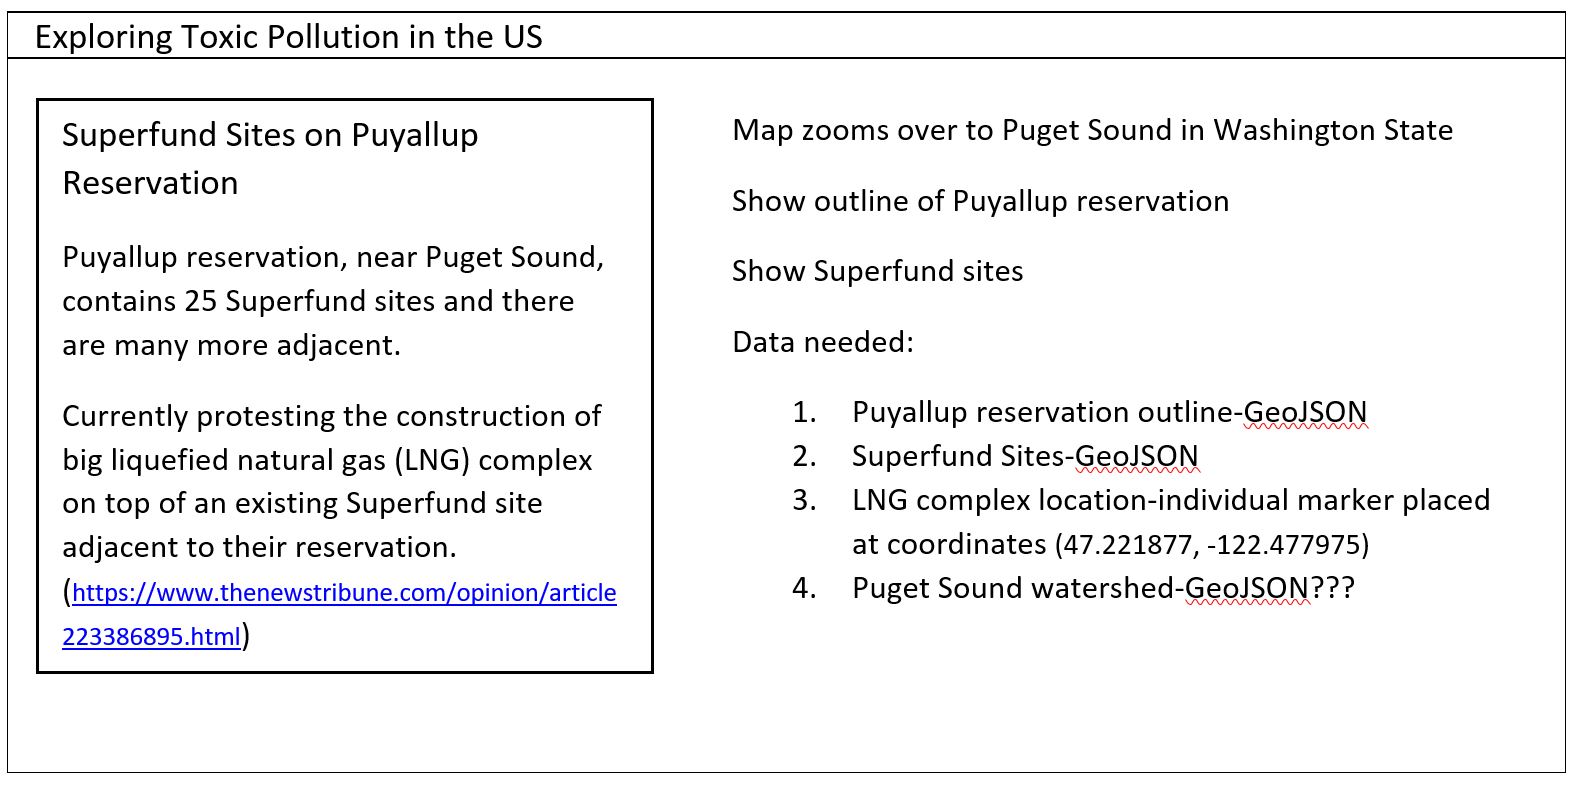 Exploring Toxic Pollution in the US
Superfund Sites on Puyallup
Reservation
Puyallup reservation, near Puget Sound,
contains 25 Superfund sites and there
are many more adjacent.
Currently protesting the construction of
big liquefied natural gas (LNG) complex
on top of an existing Superfund site
adjacent to their reservation.
(https://www.thenewstribune.com/opinion/article
223386895.html)
Map zooms over to Puget Sound in Washington State
Show outline of Puyallup reservation
Show Superfund sites
Data needed:
1. Puyallup reservation outline-GeoJSON
2. Superfund Sites-GeoJSON
3. LNG complex location-individual marker placed
at coordinates (47.221877, -122.477975)
4. Puget Sound watershed-GeoJSON???